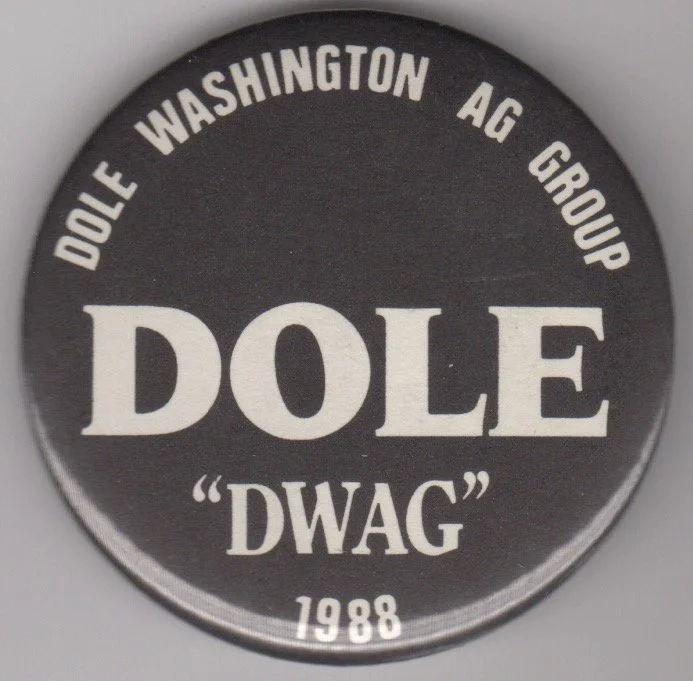 DOLE WASHINGTON AG GROUP
DOLE
“DWAG”
1988